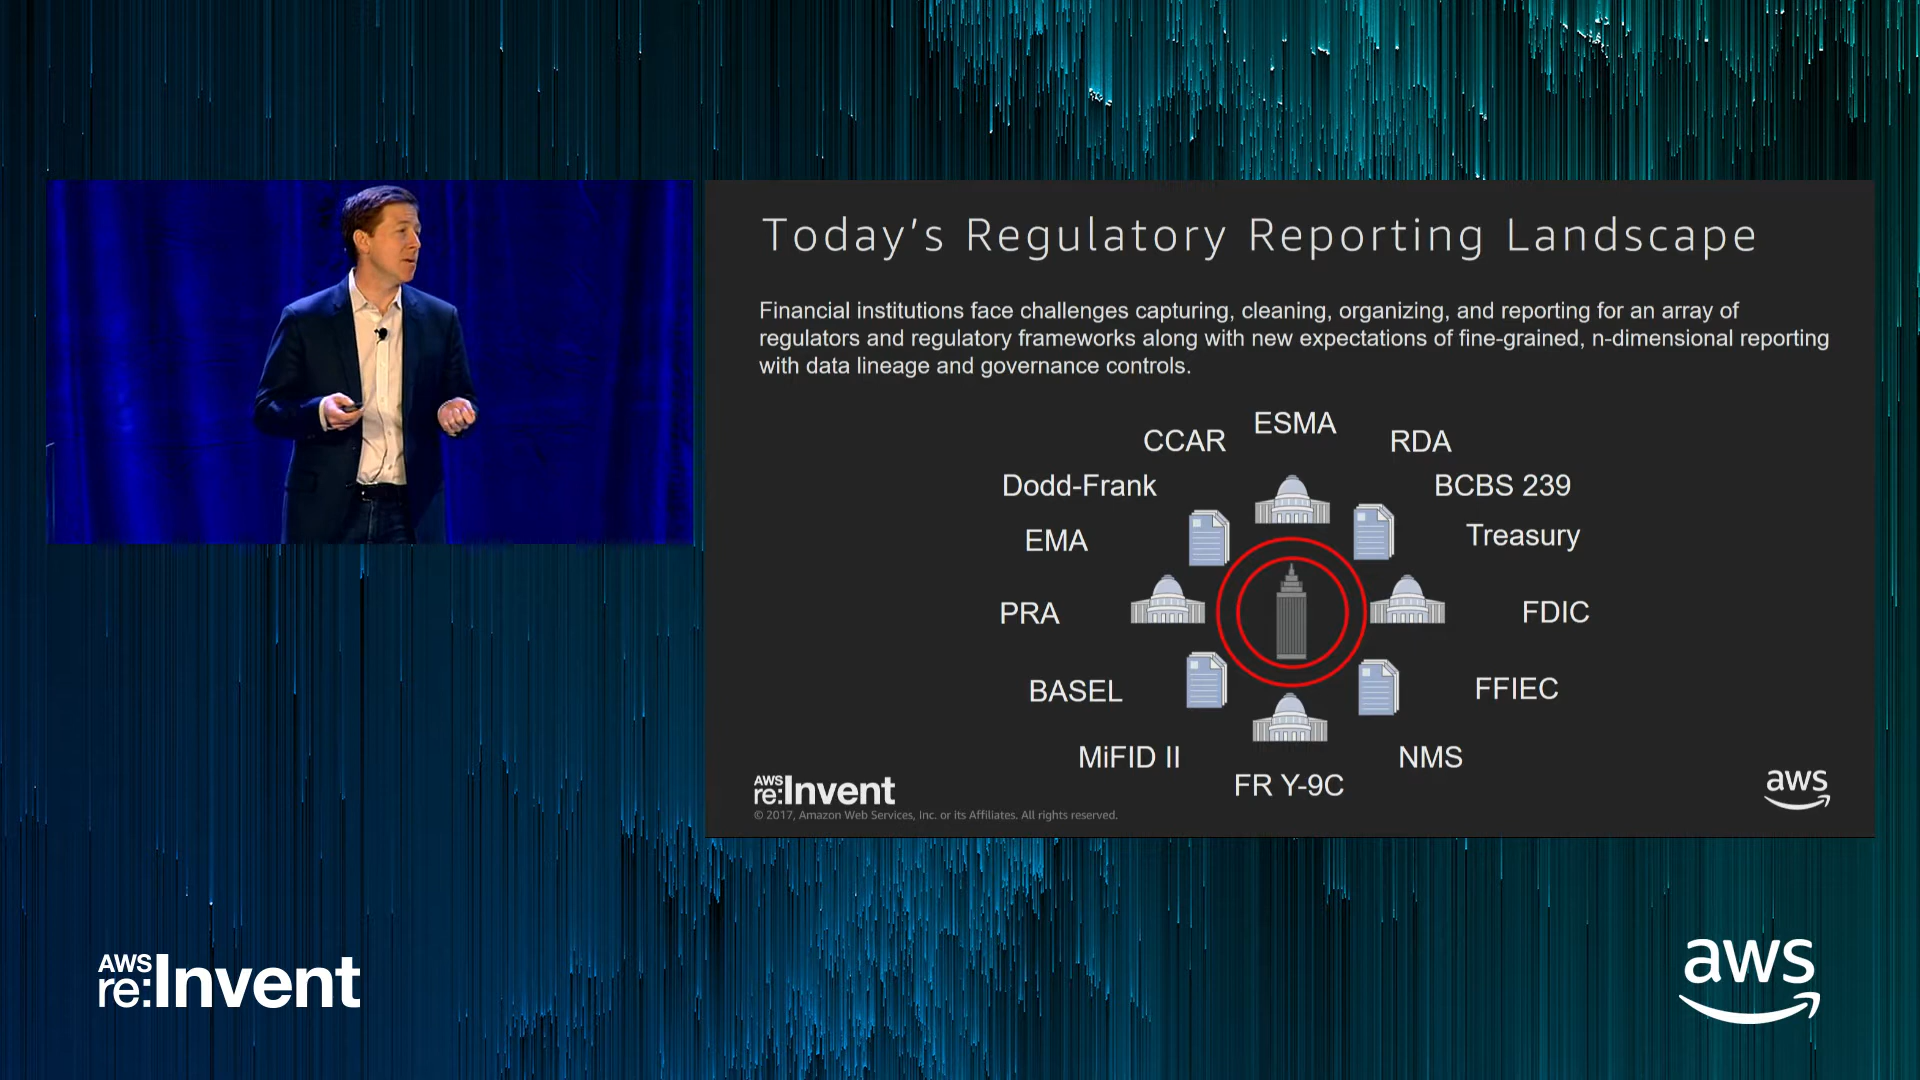 Today's Regulatory Reporting Landscape
Financial institutions face challenges capturing, cleaning, organizing, and reporting for an array of
regulators and regulatory frameworks along with new expectations of fine-grained, n-dimensional reporting
with data lineage and governance controls.
ESMA
CCAR
RDA
Dodd-Frank
BCBS 239
EMA
Treasury
PRA
FDIC
BASEL
FFIEC
MiFID II
NMS
FR Y-9C
AWS
re:Invent
aws
© 2017, Amazon Web Services, Inc. or its Affiliates. All rights reserved.
AWS
re:Invent
aws